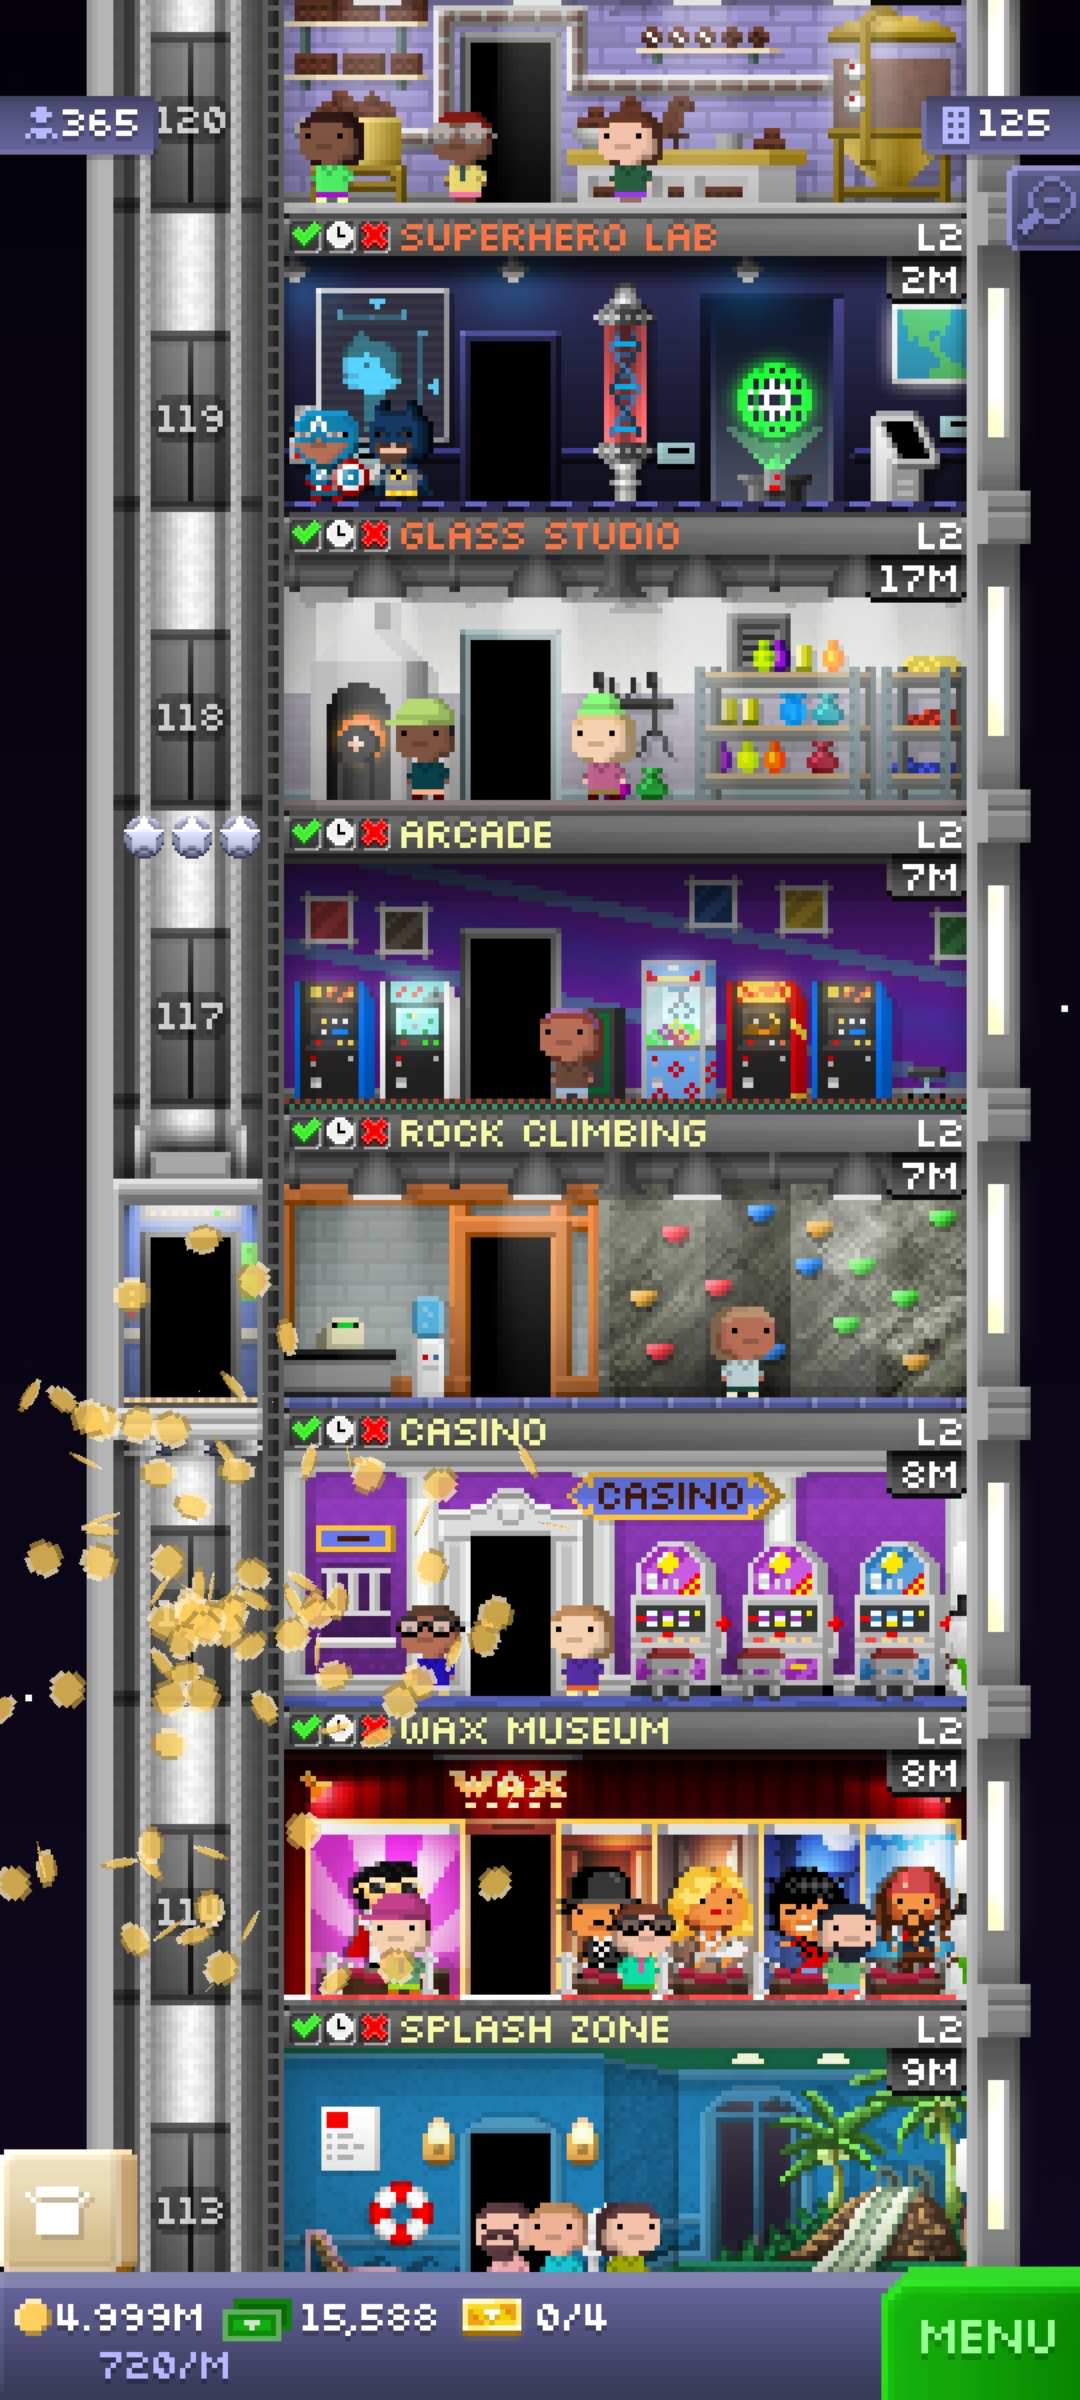 365
120
125
SUPERHERO LAB L2
2M
119
GLASS STUDIO L2
17M
118
ARCADE L2
7M
117
ROCK CLIMBING L2
7M
CASINO L2
8M
CASINO
WAX MUSEUM L2
8M
WAX
SPLASH ZONE L2
9M
113
4.999M 15,588 0/4
720/M
MENU